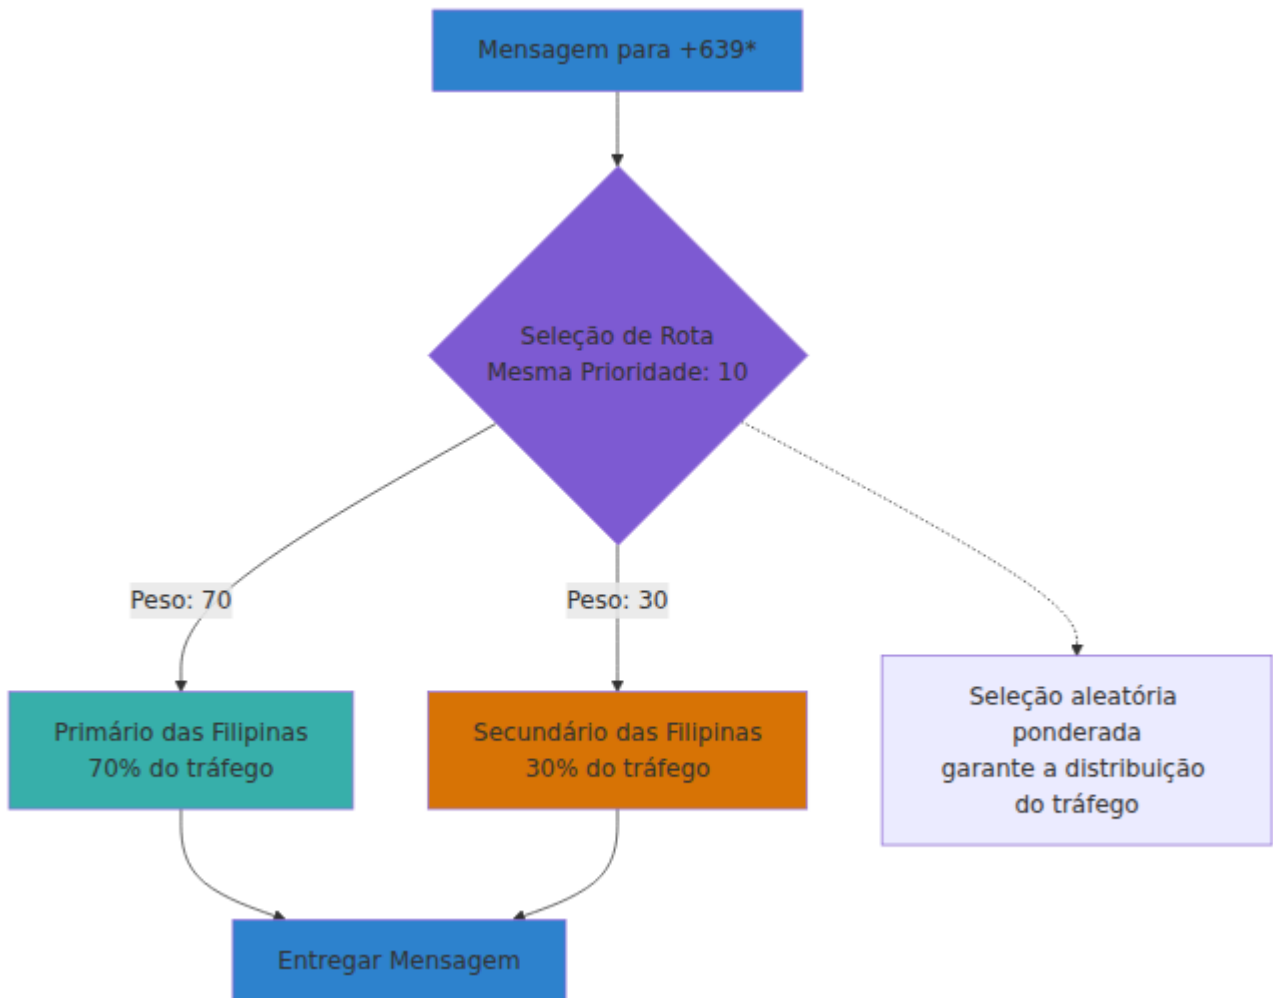 Mensagem para +639*
Seleção de Rota
Mesma Prioridade: 10
Peso: 70
Peso: 30
Primário das Filipinas
70% do tráfego
Secundário das Filipinas
30% do tráfego
Seleção aleatória
ponderada
garante a distribuição
do tráfego
Entregar Mensagem